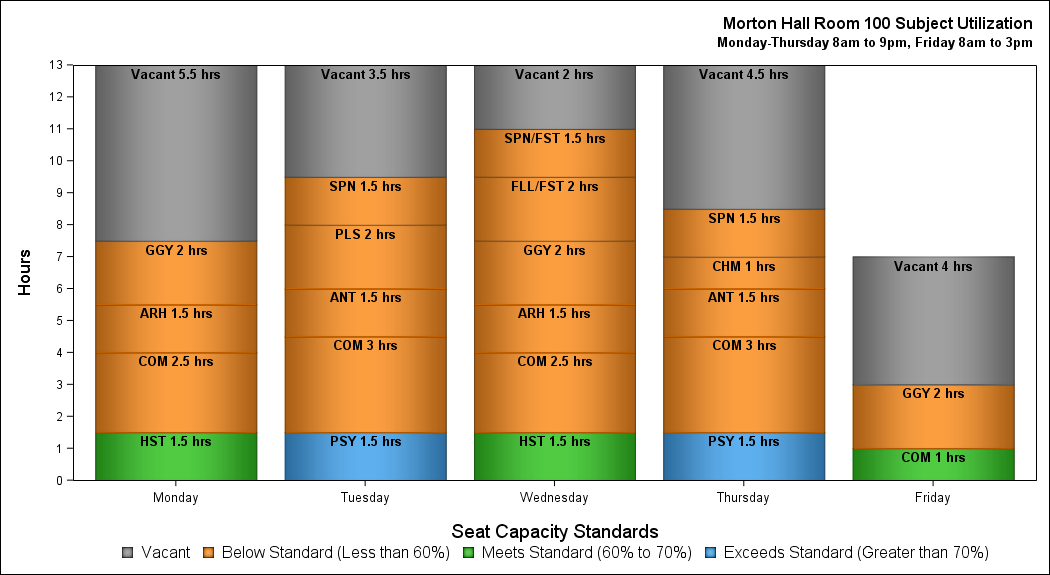 Morton Hall Room 100 Subject Utilization
Monday-Thursday 8am to 9pm, Friday 8am to 3pm
Hours
13
12
11
10
9
8
7
6
5
4
3
2
1
0
Vacant 5.5 hrs
GGY 2 hrs
ARH 1.5 hrs
COM 2.5 hrs
HST 1.5 hrs
Vacant 3.5 hrs
SPN 1.5 hrs
PLS 2 hrs
ANT 1.5 hrs
COM 3 hrs
PSY 1.5 hrs
Vacant 2 hrs
SPN/FST 1.5 hrs
FLL/FST 2 hrs
GGY 2 hrs
ARH 1.5 hrs
COM 2.5 hrs
HST 1.5 hrs
Vacant 4.5 hrs
SPN 1.5 hrs
CHM 1 hrs
ANT 1.5 hrs
COM 3 hrs
PSY 1.5 hrs
Vacant 4 hrs
GGY 2 hrs
COM 1 hrs
Monday Tuesday Wednesday Thursday Friday
Seat Capacity Standards
Vacant Below Standard (Less than 60%) Meets Standard (60% to 70%) Exceeds Standard (Greater than 70%)